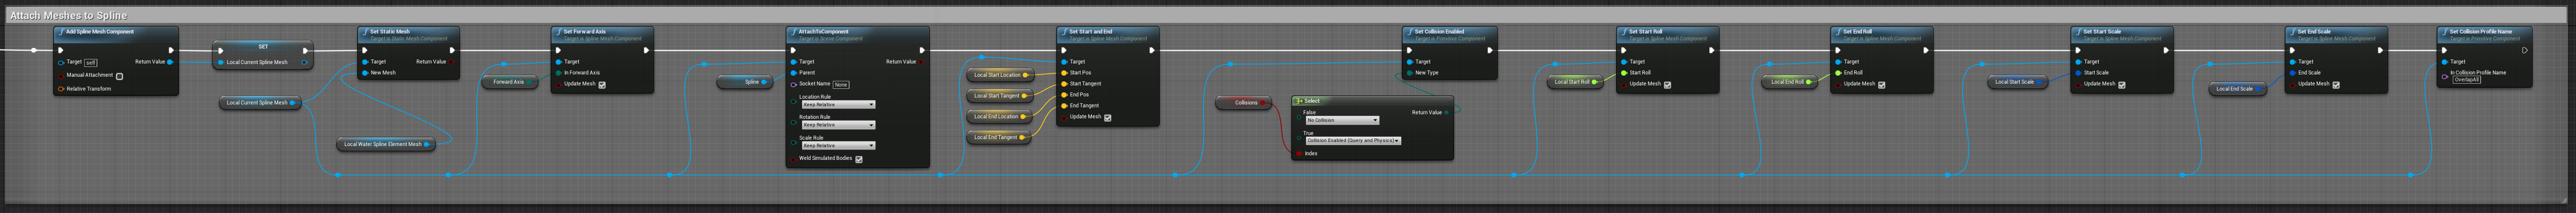 Attach Meshes to Spline
Add Spline Mesh Component
Target self
Return Value
Manual Attachment
Relative Transform
SET
Local Current Spline Mesh
Local Current Spline Mesh
Set Static Mesh
Target is Static Mesh Component
Target
Return Value
New Mesh
Local Water Spline Element Mesh
Set Forward Axis
Target is Spline Mesh Component
Target
In Forward Axis
Update Mesh
Forward Axis
AttachToComponent
Target is Scene Component
Target
Return Value
Parent
Socket Name None
Location Rule
Keep Relative
Rotation Rule
Keep Relative
Scale Rule
Keep Relative
Weld Simulated Bodies
Spline
Set Start and End
Target is Spline Mesh Component
Target
Start Pos
Start Tangent
End Pos
End Tangent
Update Mesh
Local Start Location
Local Start Tangent
Local End Location
Local End Tangent
Collisions
Select
False
No Collision
Return Value
True
Collision Enabled (Query and Physics)
Index
Set Collision Enabled
Target is Primitive Component
Target
New Type
Set Start Roll
Target is Spline Mesh Component
Target
Start Roll
Update Mesh
Local Start Roll
Set End Roll
Target is Spline Mesh Component
Target
End Roll
Update Mesh
Local End Roll
Set Start Scale
Target is Spline Mesh Component
Target
Start Scale
Update Mesh
Local Start Scale
Set End Scale
Target is Spline Mesh Component
Target
End Scale
Update Mesh
Local End Scale
Set Collision Profile Name
Target is Primitive Component
Target
In Collision Profile Name
OverlapAll